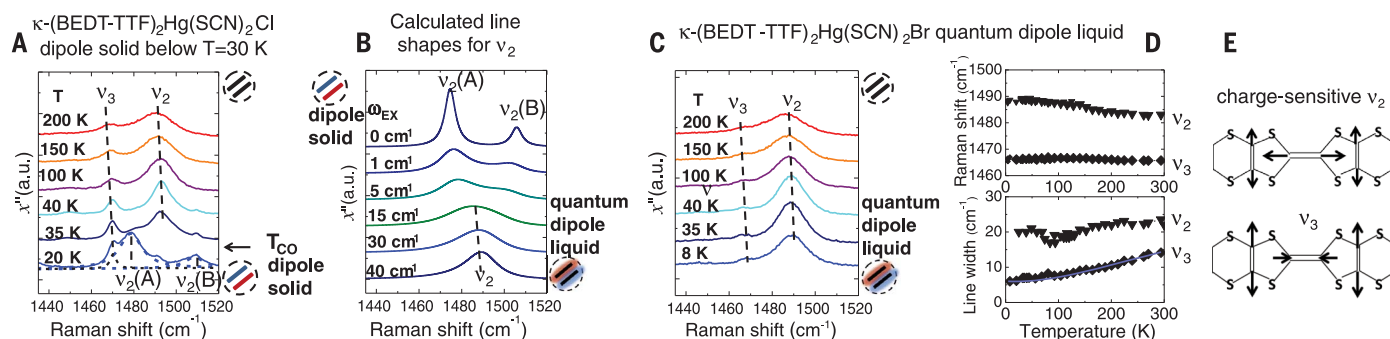 κ-(BEDT-TTF)₂Hg(SCN)₂Cl
A dipole solid below T=30 K
T
ν₃
ν₂
200 K
150 K
100 K
40 K
35 K
20 K
ν₂(A)
ν₂(B)
T_CO
dipole
solid
χ"(a.u.)
1440 1460 1480 1500 1520
Raman shift (cm⁻¹)
B
Calculated line
shapes for ν₂
dipole
solid
ν₂(A)
ν₂(B)
ω_EX
0 cm⁻¹
1 cm⁻¹
5 cm⁻¹
15 cm⁻¹
30 cm⁻¹
40 cm⁻¹
ν₂
quantum
dipole
liquid
χ"(a.u.)
1440 1460 1480 1500 1520
Raman shift (cm⁻¹)
C κ-(BEDT-TTF)₂Hg(SCN)₂Br quantum dipole liquid
T
ν₃
ν₂
200 K
150 K
100 K
ν
40 K
35 K
8 K
quantum
dipole
liquid
χ"(a.u.)
1440 1460 1480 1500 1520
Raman shift (cm⁻¹)
D
Raman shift (cm⁻¹)
1500
1490
1480
1470
1460
ν₂
ν₃
Line width (cm⁻¹)
30
20
10
0
ν₂
ν₃
0 100 200 300
Temperature (K)
E
charge-sensitive ν₂
S S S S
S S S S
ν₃
S S S S
S S S S